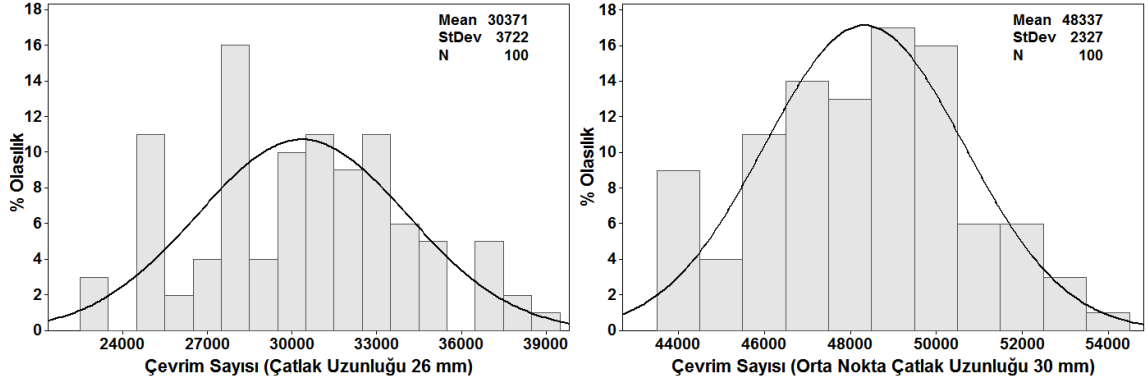 18
16
14
12
10
8
6
4
2
0
% Olasılık
Mean 30371
StDev 3722
N 100
24000 27000 30000 33000 36000 39000
Çevrim Sayısı (Çatlak Uzunluğu 26 mm)
18
16
14
12
10
8
6
4
2
0
% Olasılık
Mean 48337
StDev 2327
N 100
44000 46000 48000 50000 52000 54000
Çevrim Sayısı (Orta Nokta Çatlak Uzunluğu 30 mm)